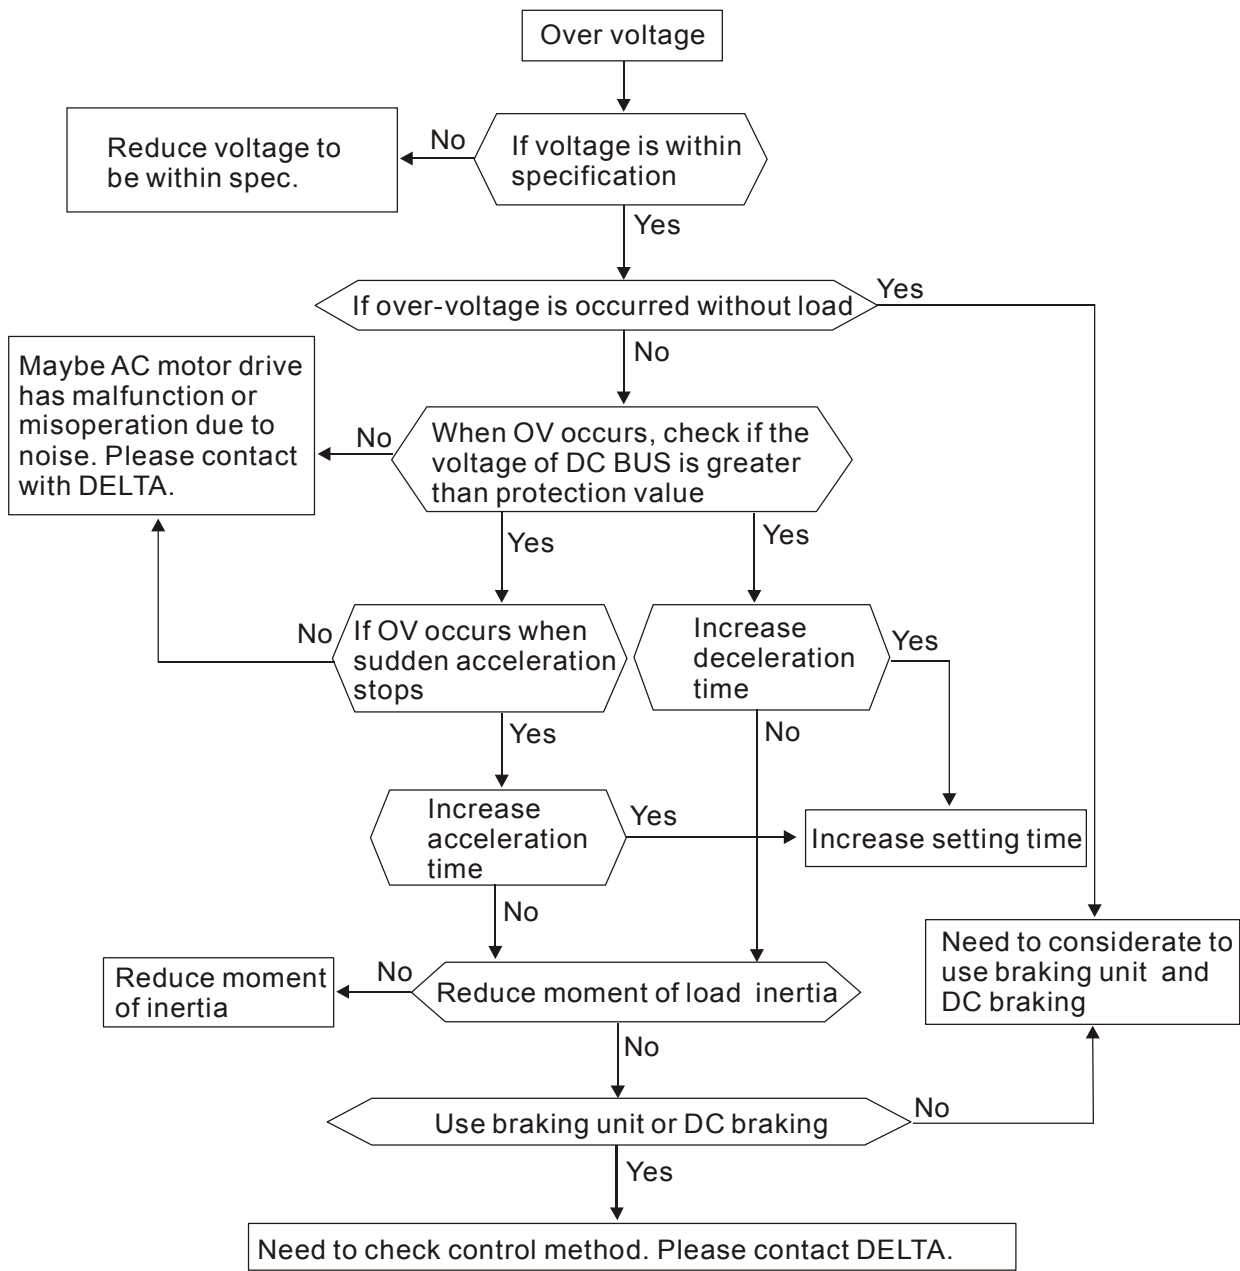 Over voltage
If voltage is within
specification
No
Reduce voltage to
be within spec.
Yes
If over-voltage is occurred without load
Yes
No
Maybe AC motor drive
has malfunction or
misoperation due to
noise. Please contact
with DELTA.
No
When OV occurs, check if the
voltage of DC BUS is greater
than protection value
Yes
Yes
No
If OV occurs when
sudden acceleration
stops
Increase
deceleration
time
Yes
Yes
No
Increase
acceleration
time
Yes
Increase setting time
No
Need to considerate to
use braking unit and
DC braking
Reduce moment
of inertia
No
Reduce moment of load inertia
No
Use braking unit or DC braking
No
Yes
Need to check control method. Please contact DELTA.